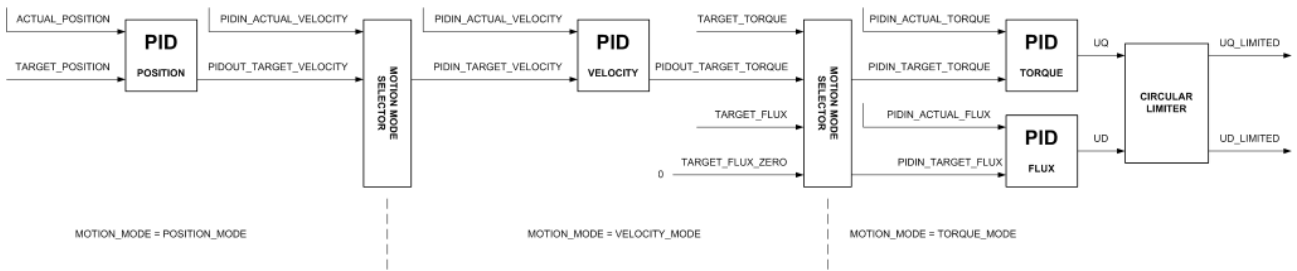 ACTUAL_POSITION
TARGET_POSITION
PID
POSITION
PIDIN_ACTUAL_VELOCITY
PIDOUT_TARGET_VELOCITY
MOTION MODE
SELECTOR
PIDIN_ACTUAL_VELOCITY
PIDIN_TARGET_VELOCITY
PID
VELOCITY
TARGET_TORQUE
PIDOUT_TARGET_TORQUE
TARGET_FLUX
TARGET_FLUX_ZERO
0
MOTION MODE
SELECTOR
PIDIN_ACTUAL_TORQUE
PIDIN_TARGET_TORQUE
PID
TORQUE
PIDIN_ACTUAL_FLUX
PIDIN_TARGET_FLUX
PID
FLUX
UQ
UD
CIRCULAR
LIMITER
UQ_LIMITED
UD_LIMITED
MOTION_MODE = POSITION_MODE
MOTION_MODE = VELOCITY_MODE
MOTION_MODE = TORQUE_MODE